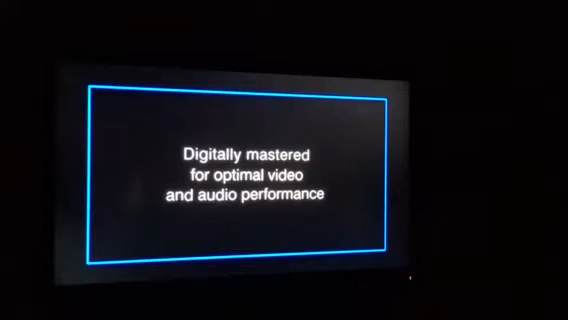 Digitally mastered
for optimal video
and audio performance